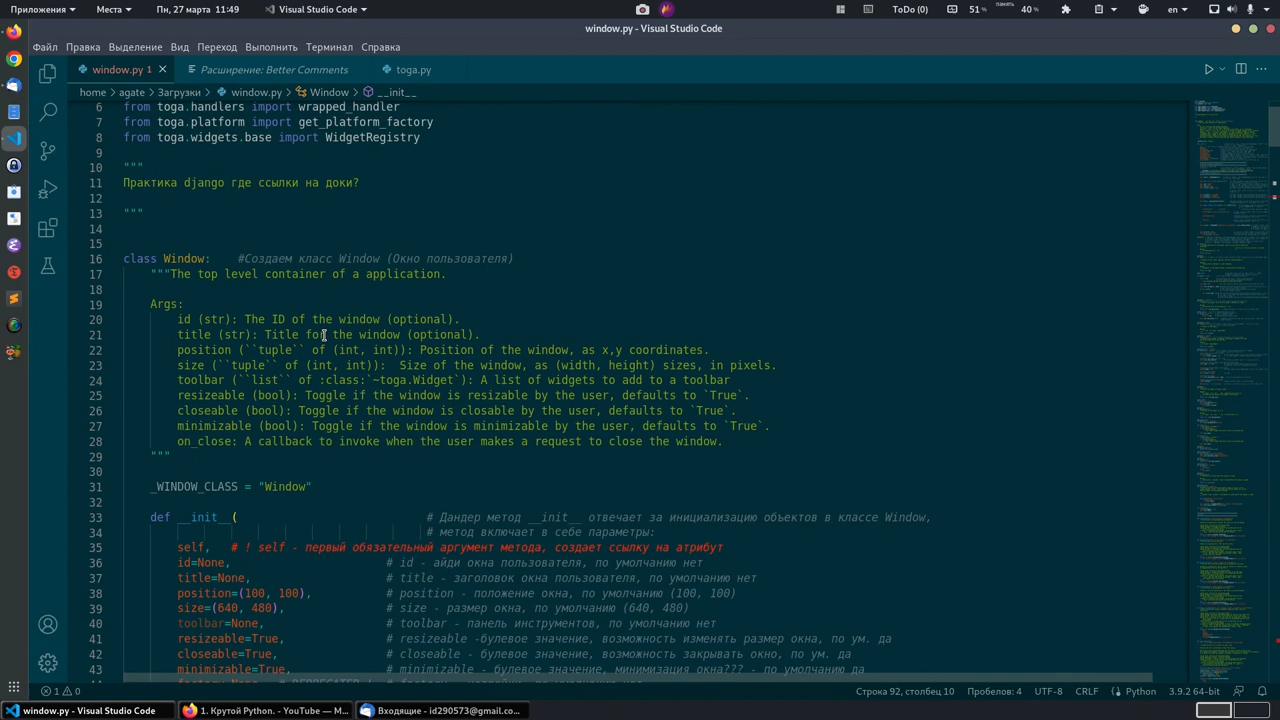 Приложения Места Пн, 27 марта 11:49 Visual Studio Code ToDo (0) 51 % память 40 % en
window.py - Visual Studio Code
Файл Правка Выделение Вид Переход Выполнить Терминал Справка
window.py 1 Расширение: Better Comments toga.py
home > agate > Загрузки > window.py > Window > __init__
6 from toga.handlers import wrapped_handler
7 from toga.platform import get_platform_factory
8 from toga.widgets.base import WidgetRegistry
9
10 """
11 Практика django где ссылки на доки?
12
13 """
14
15
16 class Window: #Создаем класс Window (Окно пользователя)
17 """The top level container of a application.
18
19 Args:
20 id (str): The ID of the window (optional).
21 title (str): Title for the window (optional).
22 position (``tuple`` of (int, int)): Position of the window, as x,y coordinates.
23 size (``tuple`` of (int, int)): Size of the window, as (width, height) sizes, in pixels.
24 toolbar (``list`` of :class:`~toga.Widget`): A list of widgets to add to a toolbar
25 resizeable (bool): Toggle if the window is resizable by the user, defaults to `True`.
26 closeable (bool): Toggle if the window is closable by the user, defaults to `True`.
27 minimizable (bool): Toggle if the window is minimizable by the user, defaults to `True`.
28 on_close: A callback to invoke when the user makes a request to close the window.
29 """
30
31 _WINDOW_CLASS = "Window"
32
33 def __init__( # Дандер метод __init__ отвечает за инициализацию объектов в классе Window,
34 # метод включает в себе параметры:
35 self, # ! self - первый обязательный аргумент метода, создает ссылку на атрибут
36 id=None, # id - айди окна пользователя, по умолчанию нет
37 title=None, # title - заголовок окна пользователя, по умолчанию нет
38 position=(100, 100), # position - положение окна, по умолчанию (100, 100)
39 size=(640, 480), # size - размер окна, по умолчанию (640, 480)
40 toolbar=None, # toolbar - панель инструментов, по умолчанию нет
41 resizeable=True, # resizeable -булевое значение, возможность изменять размер окна, по ум. да
42 closeable=True, # closeable - булевое значение, возможность закрывать окно, по ум. да
43 minimizable=True, # minimizable - булевое значение, минимизация окна??? - по умолчанию да
1 0 Строка 92, столбец 10 Пробелов: 4 UTF-8 CRLF Python 3.9.2 64-bit
window.py - Visual Studio Code 1. Крутой Python. - YouTube — M... Входящие - id290573@gmail.co...